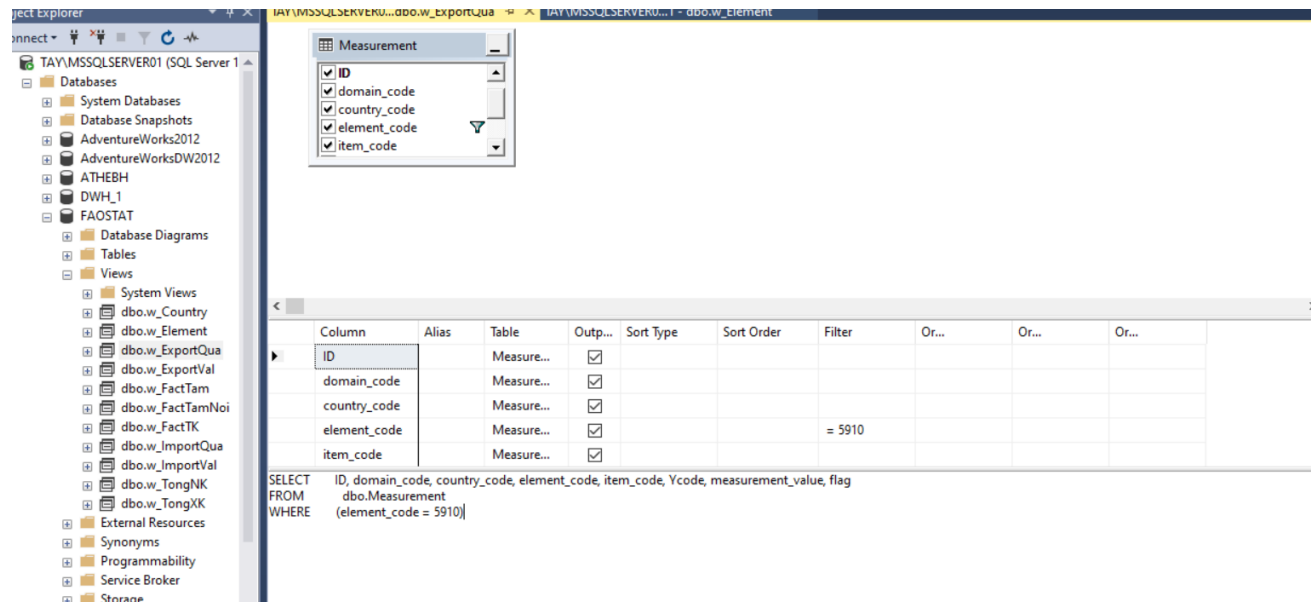 ject Explorer
TAY\MSSQLSERVER0...dbo.w_ExportQua
TAY\MSSQLSERVER0...1 - dbo.w_Element
onnect
TAY\MSSQLSERVER01 (SQL Server 1
Databases
System Databases
Database Snapshots
AdventureWorks2012
AdventureWorksDW2012
ATHEBH
DWH_1
FAOSTAT
Database Diagrams
Tables
Views
System Views
dbo.w_Country
dbo.w_Element
dbo.w_ExportQua
dbo.w_ExportVal
dbo.w_FactTam
dbo.w_FactTamNoi
dbo.w_FactTK
dbo.w_ImportQua
dbo.w_ImportVal
dbo.w_TongNK
dbo.w_TongXK
External Resources
Synonyms
Programmability
Service Broker
Storage
Measurement
ID
domain_code
country_code
element_code
item_code
Column Alias Table Outp... Sort Type Sort Order Filter Or... Or... Or...
ID Measure...
domain_code Measure...
country_code Measure...
element_code Measure... = 5910
item_code Measure...
SELECT ID, domain_code, country_code, element_code, item_code, Ycode, measurement_value, flag
FROM dbo.Measurement
WHERE (element_code = 5910)